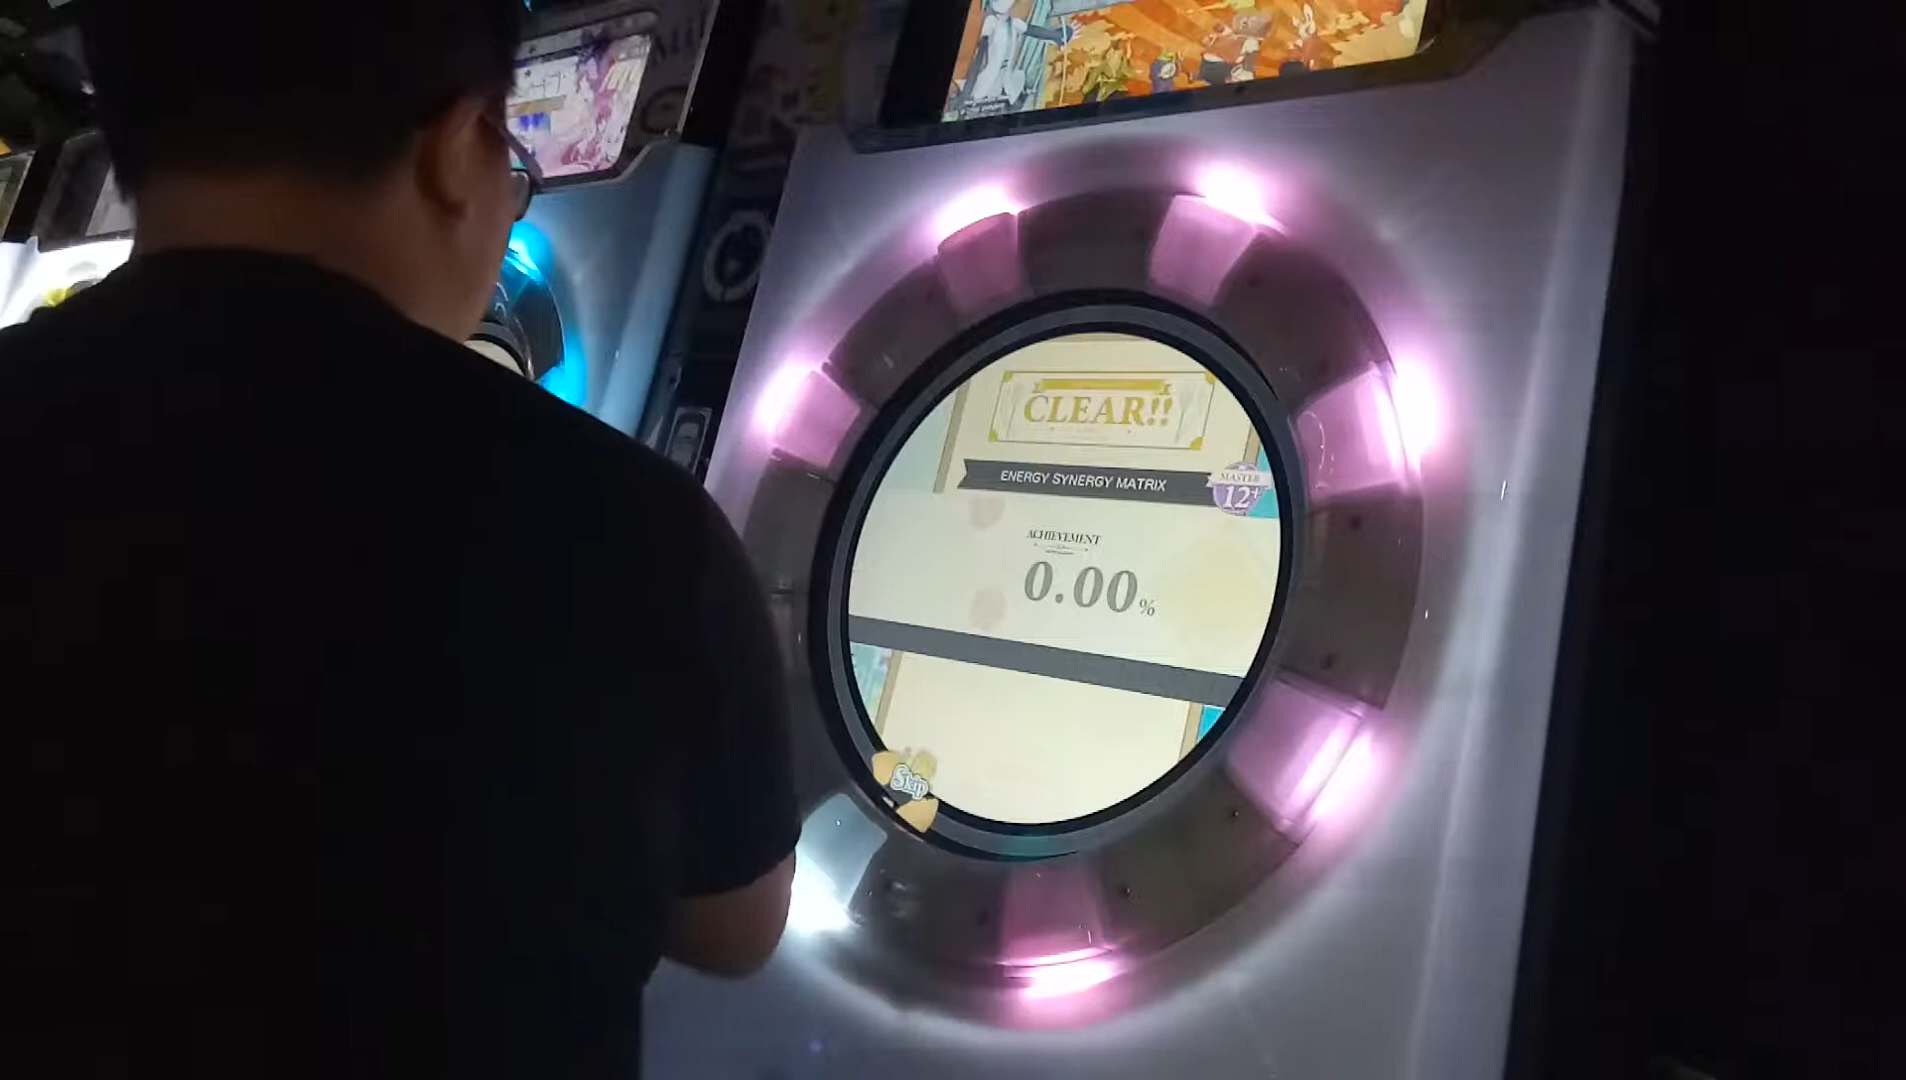 CLEAR!!
ENERGY SYNERGY MATRIX
MASTER
12+
ACHIEVEMENT
0.00%
Skip